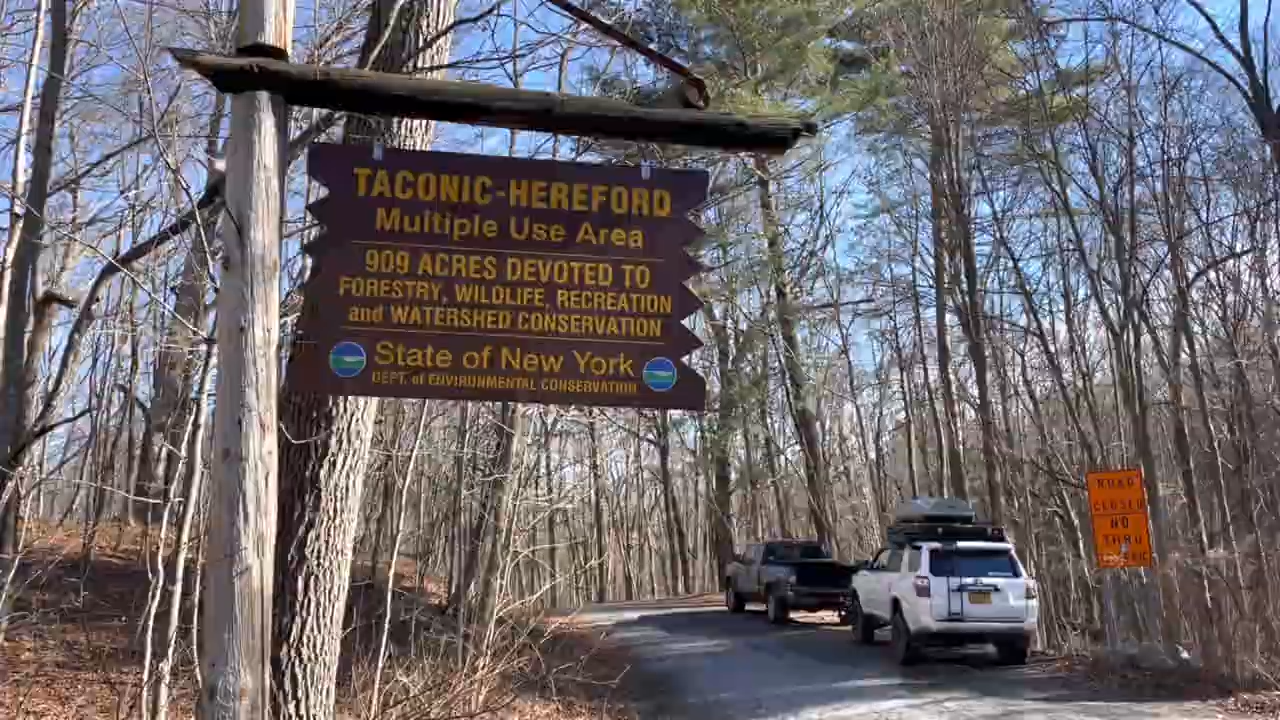 TACONIC-HEREFORD
Multiple Use Area
909 ACRES DEVOTED TO
FORESTRY, WILDLIFE, RECREATION
and WATERSHED CONSERVATION
State of New York
DEPT. of ENVIRONMENTAL CONSERVATION
ROAD
CLOSED
NO
THRU